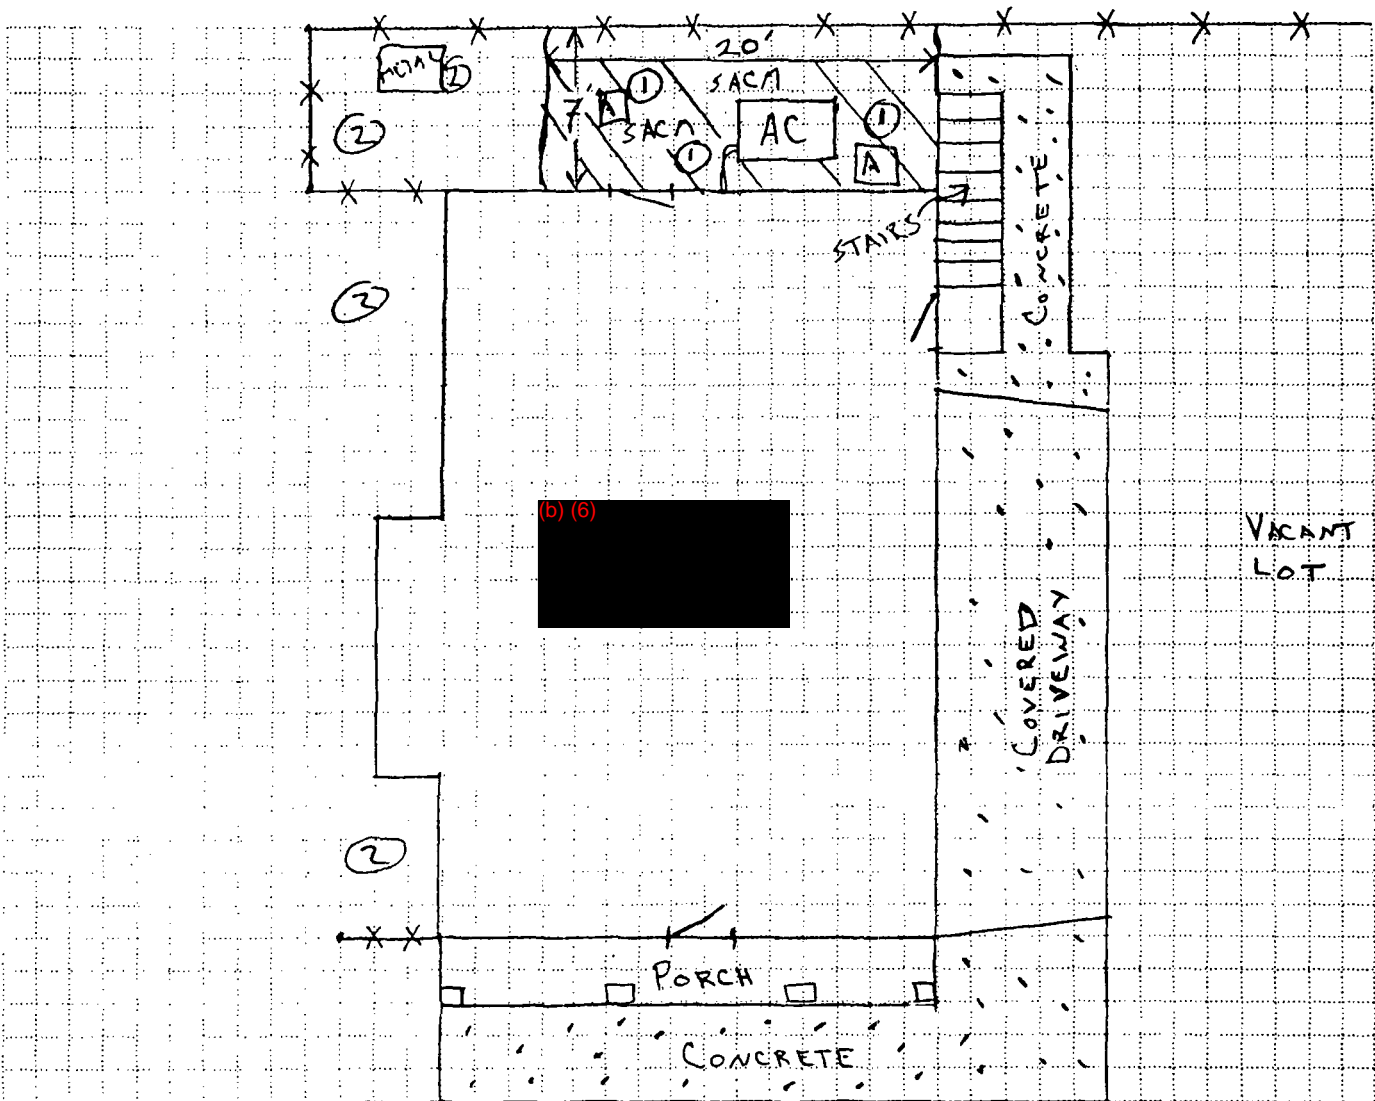 20'
METAL
②
①
SACM
7'
A
SACM
AC
①
②
①
A
STAIRS
CONCRETE
②
(b) (6)
VACANT
LOT
COVERED
DRIVEWAY
②
PORCH
CONCRETE